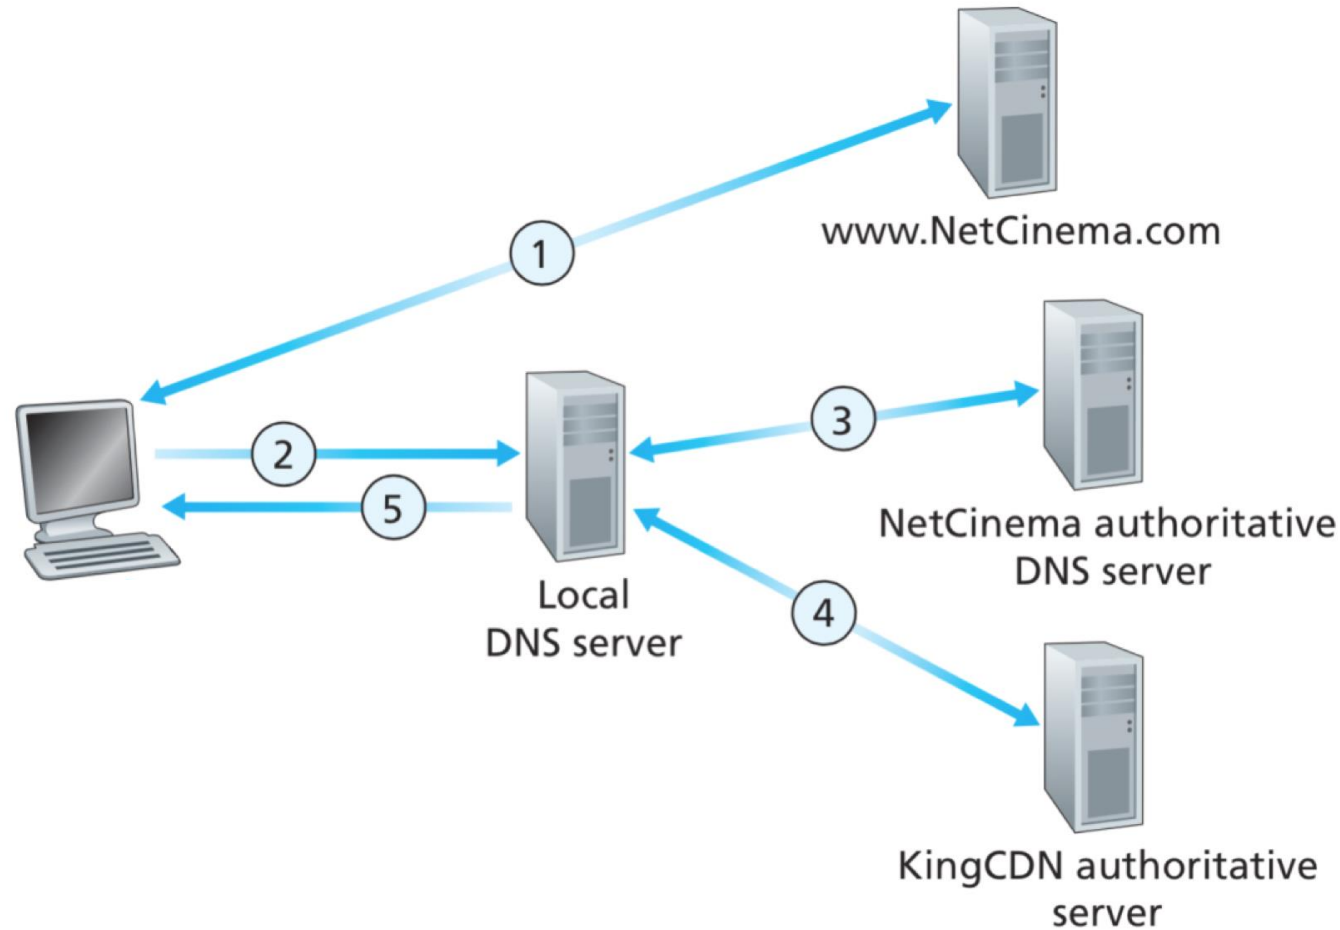 1
www.NetCinema.com
2
3
5
NetCinema authoritative
DNS server
Local
DNS server
4
KingCDN authoritative
server